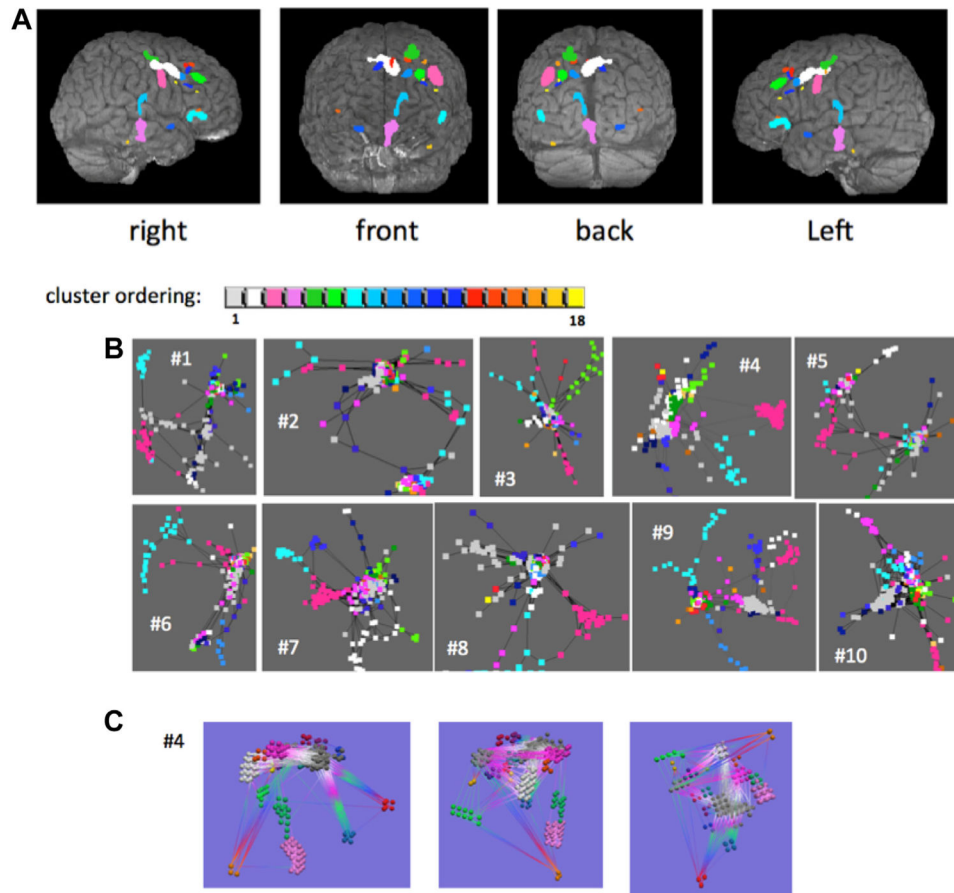 A
right front back Left
cluster ordering:
1 18
B
#1 #2 #3 #4 #5
#6 #7 #8 #9 #10
C
#4